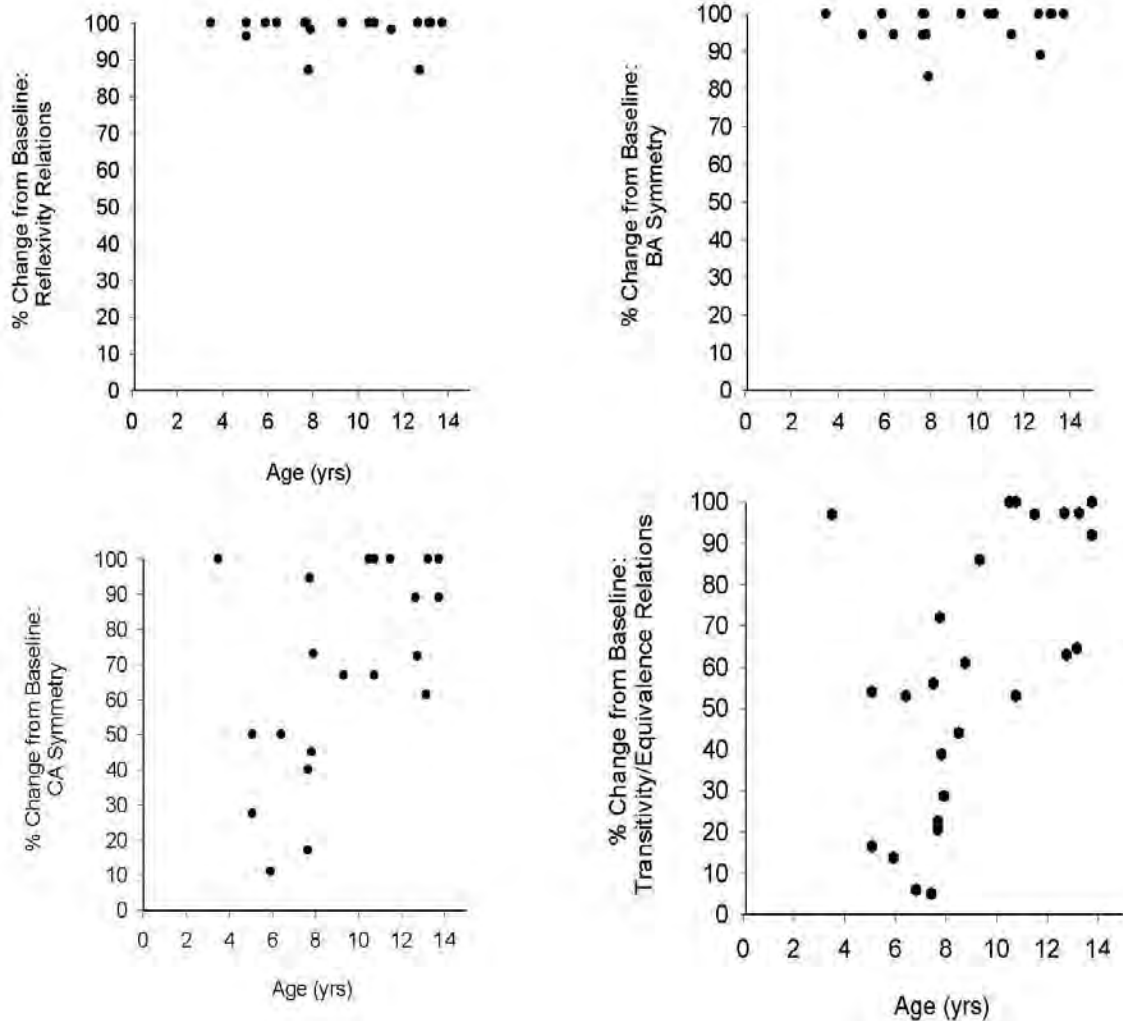 % Change from Baseline:
Reflexivity Relations
100
90
80
70
60
50
40
30
20
10
0
0 2 4 6 8 10 12 14
Age (yrs)
% Change from Baseline:
BA Symmetry
100
90
80
70
60
50
40
30
20
10
0
0 2 4 6 8 10 12 14
Age (yrs)
% Change from Baseline:
CA Symmetry
100
90
80
70
60
50
40
30
20
10
0
0 2 4 6 8 10 12 14
Age (yrs)
% Change from Baseline:
Transitivity/Equivalence Relations
100
90
80
70
60
50
40
30
20
10
0
0 2 4 6 8 10 12 14
Age (yrs)